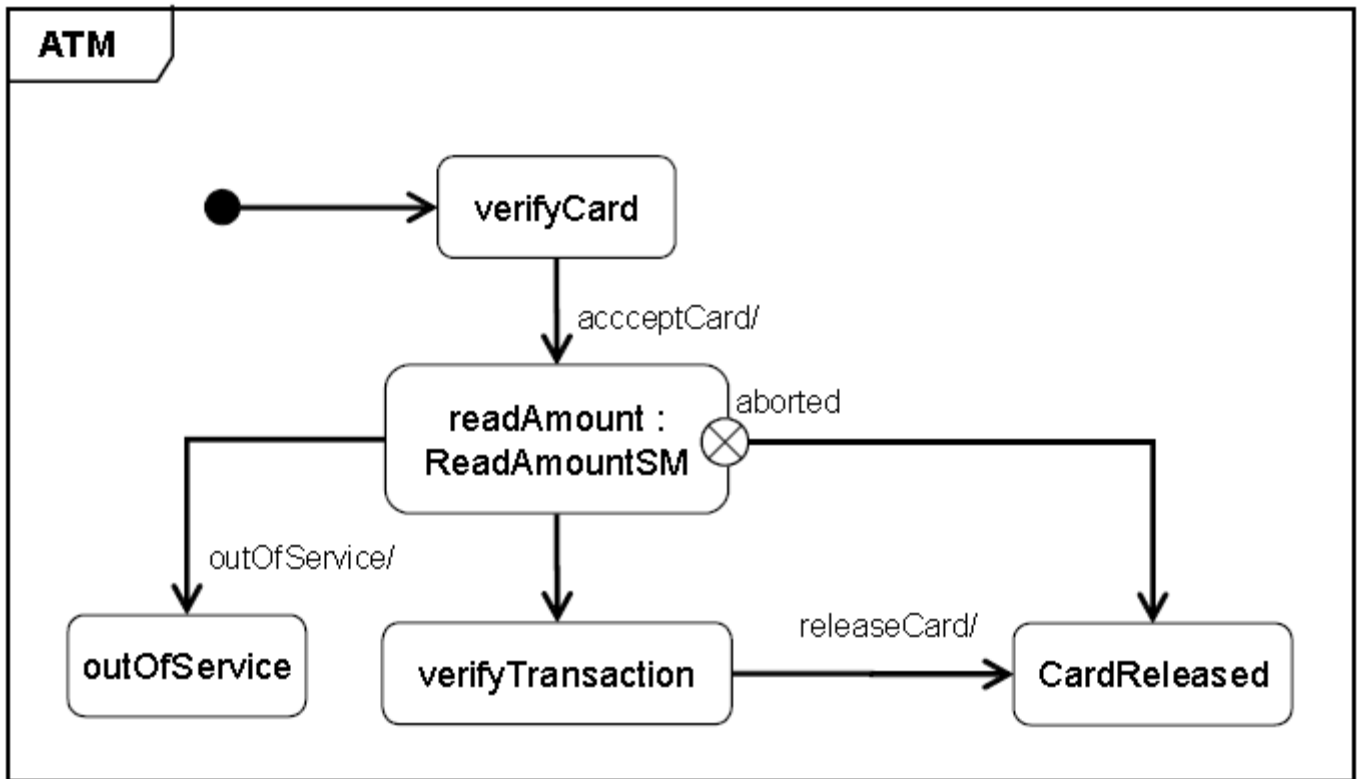 ATM
verifyCard
accceptCard/
readAmount :
ReadAmountSM
aborted
outOfService/
outOfService
verifyTransaction
releaseCard/
CardReleased